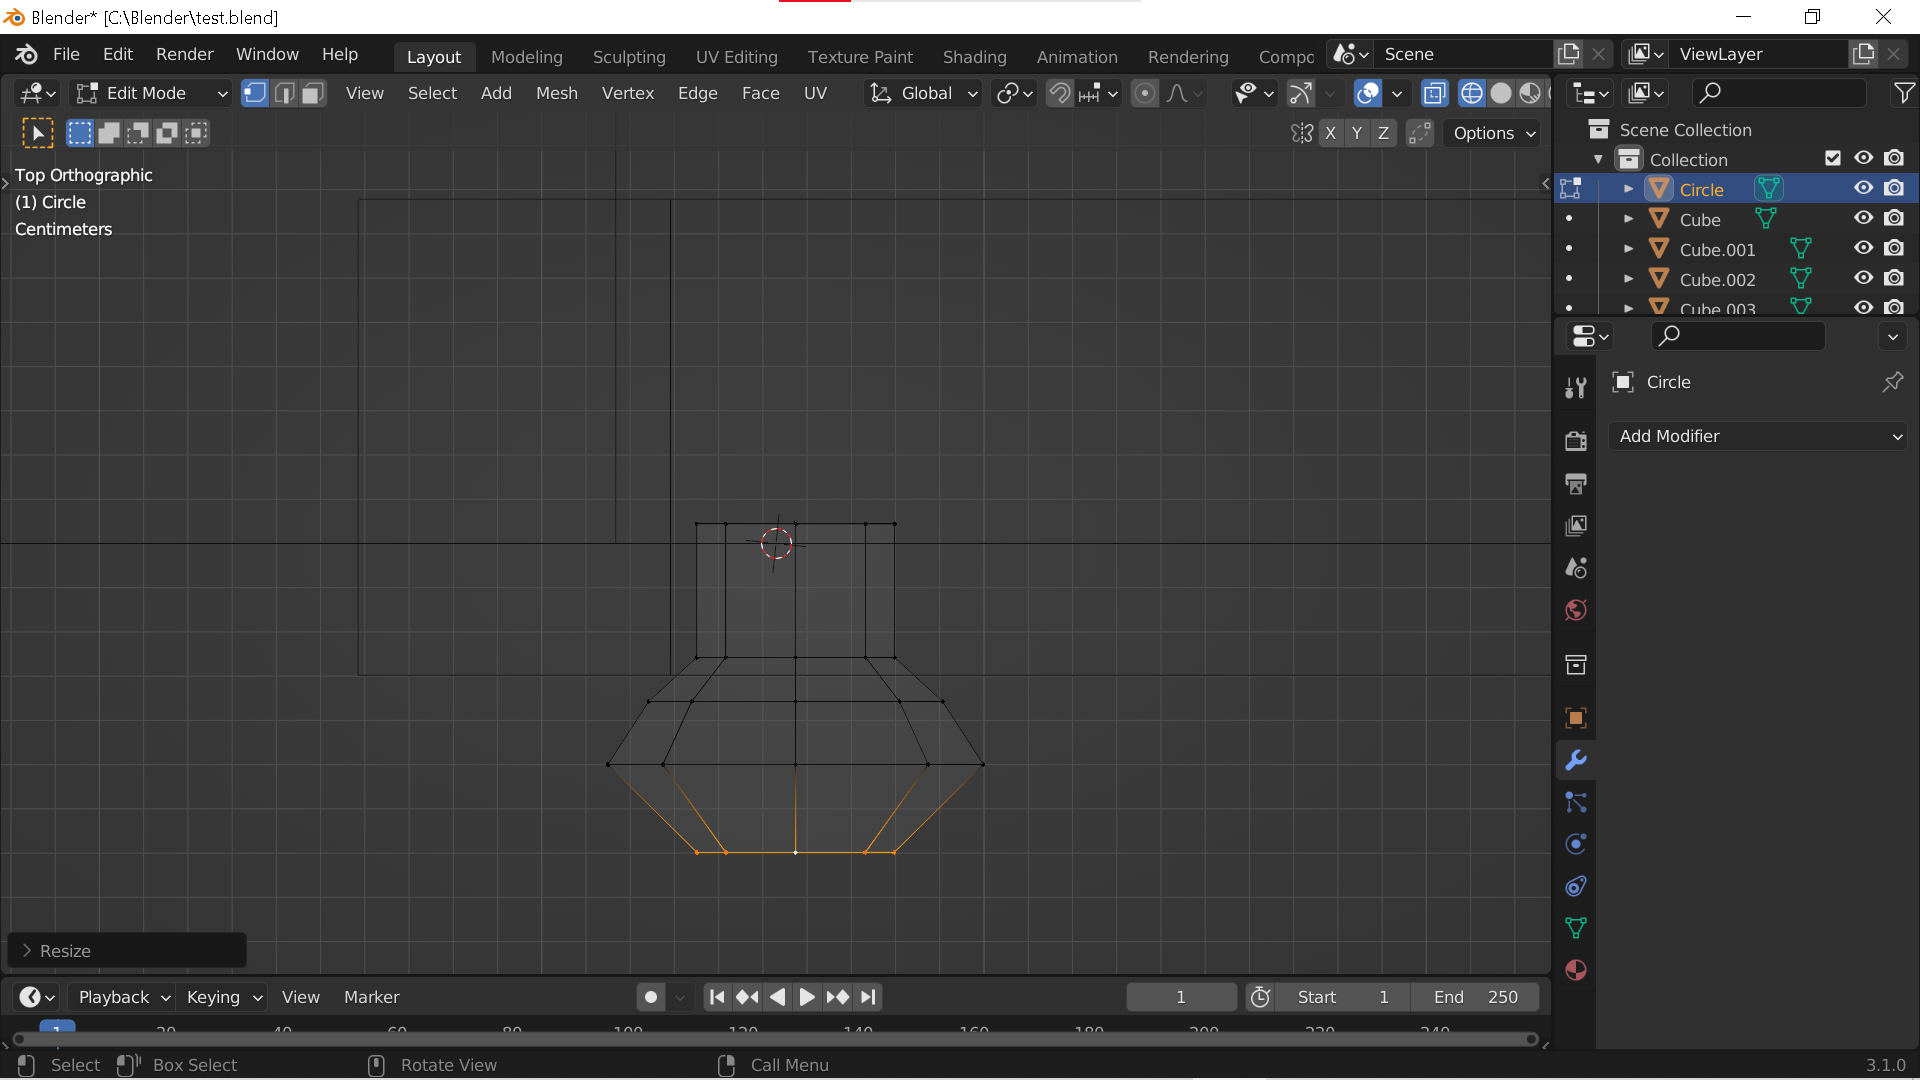 Blender* [C:\Blender\test.blend]
File Edit Render Window Help Layout Modeling Sculpting UV Editing Texture Paint Shading Animation Rendering Compo Scene ViewLayer
Edit Mode View Select Add Mesh Vertex Edge Face UV Global
X Y Z Options
Top Orthographic
(1) Circle
Centimeters
Scene Collection
Collection
Circle
Cube
Cube.001
Cube.002
Cube.003
Circle
Add Modifier
Resize
Playback Keying View Marker 1 Start 1 End 250
1 20 40 60 80 100 120 140 160 180 200 220 240
Select Box Select Rotate View Call Menu 3.1.0